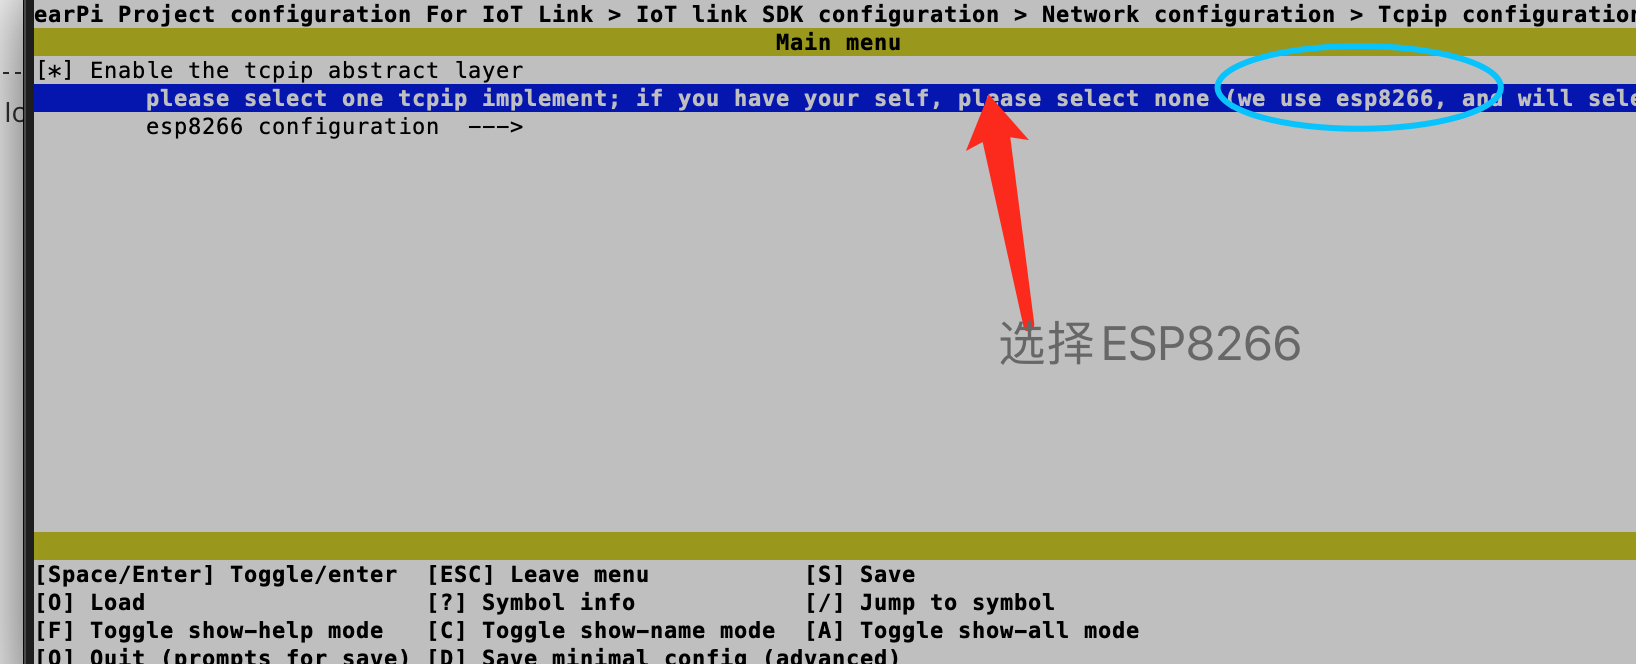 earPi Project configuration For IoT Link > IoT link SDK configuration > Network configuration > Tcpip configuration
Main menu
[*] Enable the tcpip abstract layer
please select one tcpip implement; if you have your self, please select none (we use esp8266, and will sele
esp8266 configuration --->
选择ESP8266
[Space/Enter] Toggle/enter [ESC] Leave menu [S] Save
[O] Load [?] Symbol info [/] Jump to symbol
[F] Toggle show-help mode [C] Toggle show-name mode [A] Toggle show-all mode
[Q] Quit (prompts for save) [D] Save minimal config (advanced)